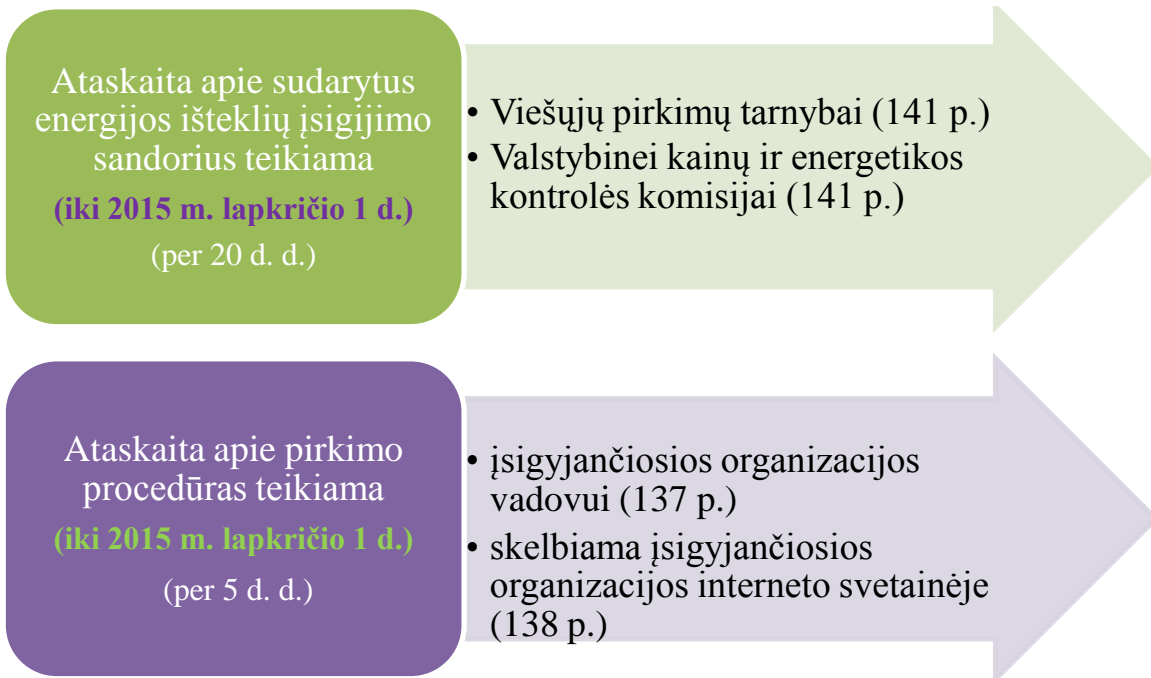 Ataskaita apie sudarytus
energijos išteklių įsigijimo
sandorius teikiama
(iki 2015 m. lapkričio 1 d.)
(per 20 d. d.)
• Viešųjų pirkimų tarnybai (141 p.)
• Valstybinei kainų ir energetikos
kontrolės komisijai (141 p.)
Ataskaita apie pirkimo
procedūras teikiama
(iki 2015 m. lapkričio 1 d.)
(per 5 d. d.)
• įsigyjančiosios organizacijos
vadovui (137 p.)
• skelbiama įsigyjančiosios
organizacijos interneto svetainėje
(138 p.)